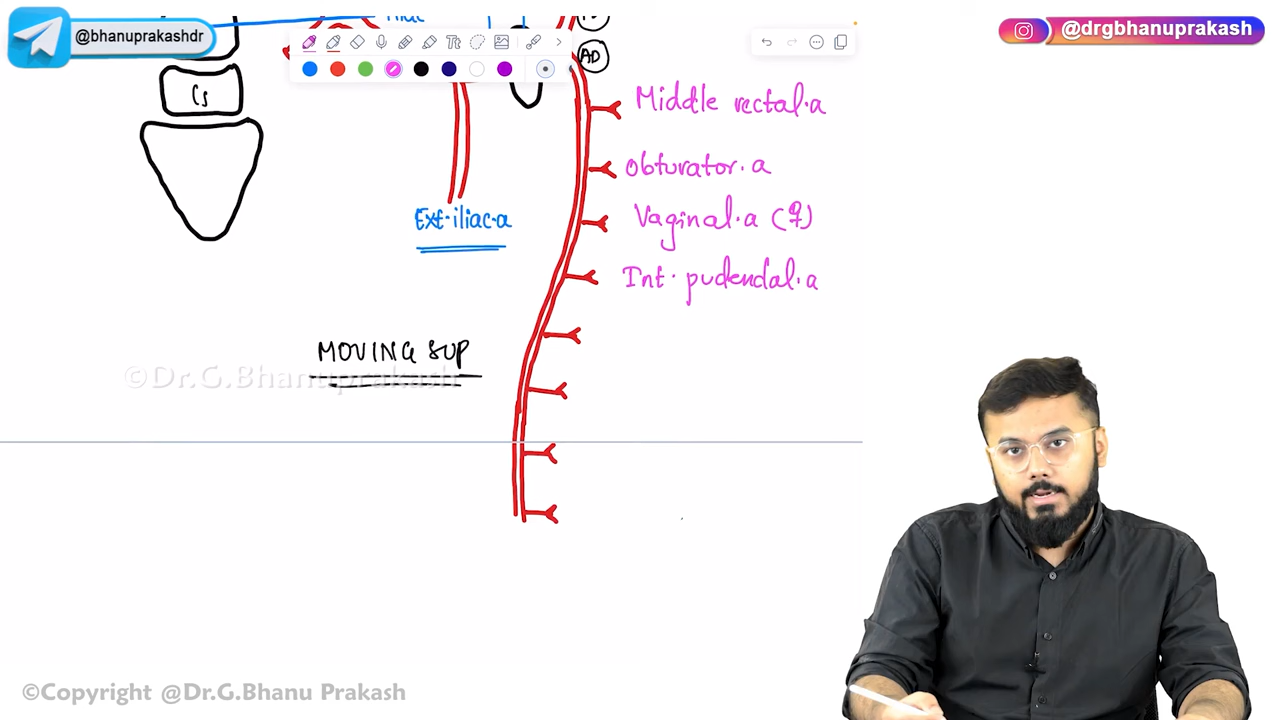 @bhanuprakashdr
@drgbhanuprakash
Tt
AD
Middle rectal.a
C5
Obturator.a
Ext.iliac.a
Vaginal.a (♀)
Int. pudendal.a
MOVING SUP
©Dr.G.Bhanuprakash
©Copyright @Dr.G.Bhanu Prakash